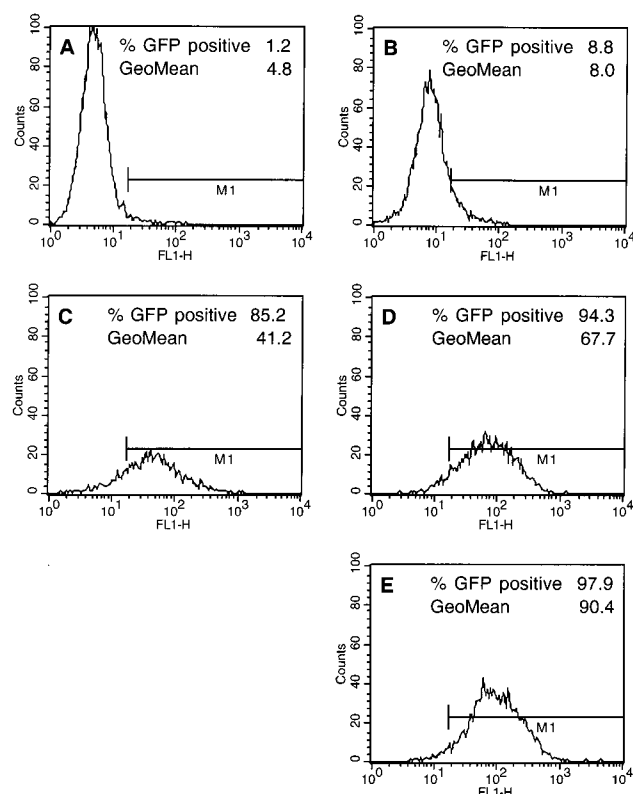 A % GFP positive 1.2
GeoMean 4.8
Counts
100
80
60
40
20
0
M1
10^0 10^1 10^2 10^3 10^4
FL1-H
B % GFP positive 8.8
GeoMean 8.0
Counts
100
80
60
40
20
0
M1
10^0 10^1 10^2 10^3 10^4
FL1-H
C % GFP positive 85.2
GeoMean 41.2
Counts
100
80
60
40
20
0
M1
10^0 10^1 10^2 10^3 10^4
FL1-H
D % GFP positive 94.3
GeoMean 67.7
Counts
100
80
60
40
20
0
M1
10^0 10^1 10^2 10^3 10^4
FL1-H
E % GFP positive 97.9
GeoMean 90.4
Counts
100
80
60
40
20
0
M1
10^0 10^1 10^2 10^3 10^4
FL1-H